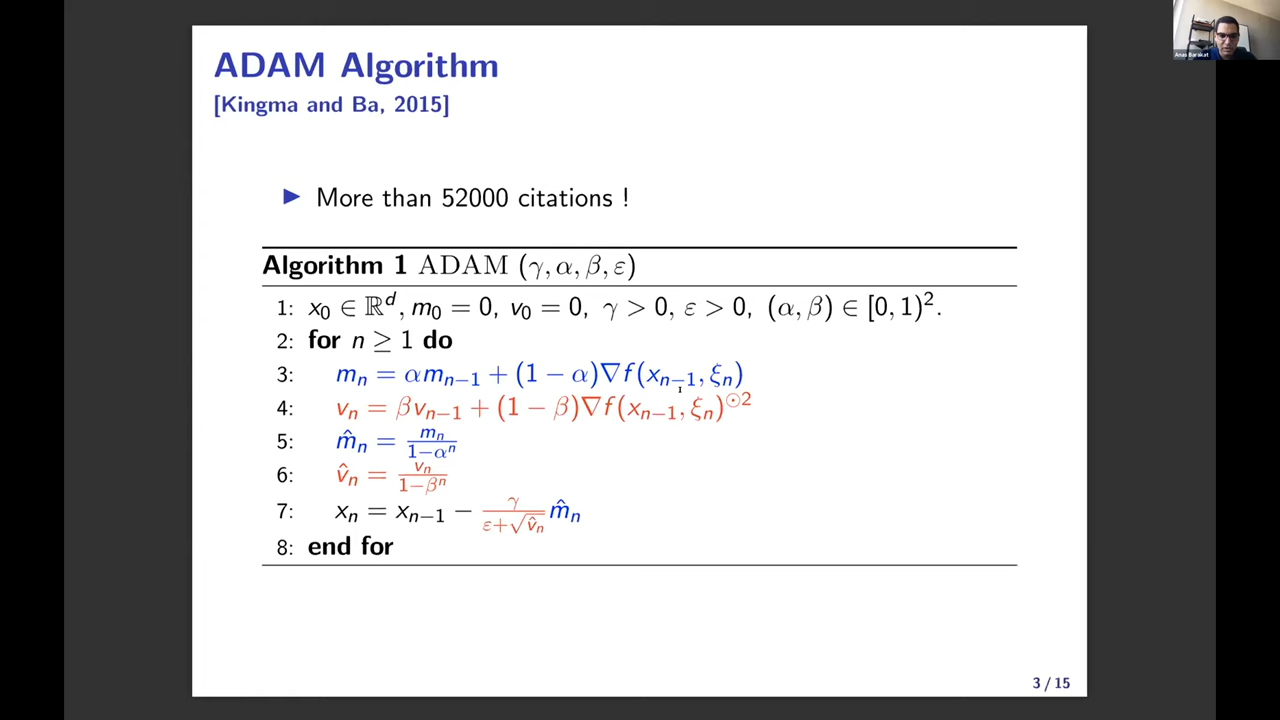 ADAM Algorithm
[Kingma and Ba, 2015]
Anas Barakat
▶ More than 52000 citations !
Algorithm 1 ADAM (γ, α, β, ε)
1: x₀ ∈ ℝᵈ, m₀ = 0, v₀ = 0, γ > 0, ε > 0, (α, β) ∈ [0, 1)².
2: for n ≥ 1 do
3: mₙ = αmₙ₋₁ + (1 − α)∇f(xₙ₋₁, ξₙ)
4: vₙ = βvₙ₋₁ + (1 − β)∇f(xₙ₋₁, ξₙ)^{⊙2}
5: m̂ₙ = mₙ/(1−αⁿ)
6: v̂ₙ = vₙ/(1−βⁿ)
7: xₙ = xₙ₋₁ − γ/(ε+√v̂ₙ) m̂ₙ
8: end for
3 / 15